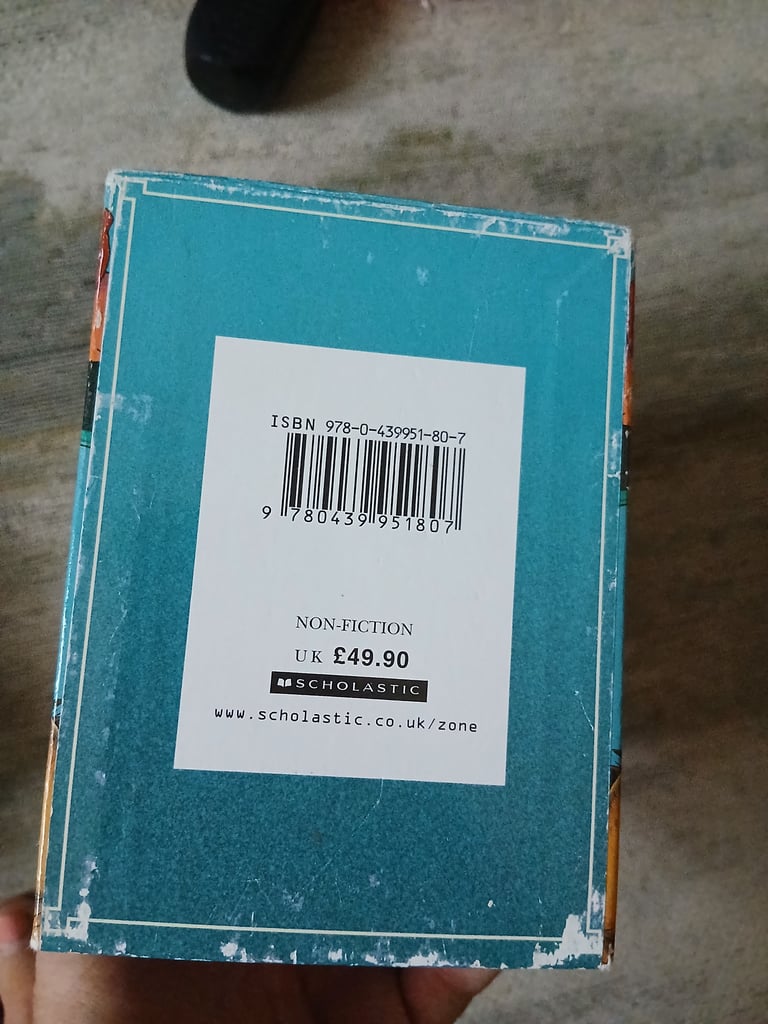 ISBN 978-0-439951-80-7
9 780439 951807
NON-FICTION
UK £49.90
SCHOLASTIC
www.scholastic.co.uk/zone